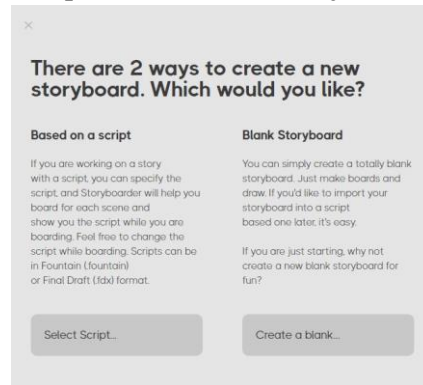 ×
There are 2 ways to create a new
storyboard. Which would you like?
Based on a script
If you are working on a story
with a script, you can specify the
script, and Storyboarder will help you
board for each scene and
show you the script while you are
boarding. Feel free to change the
script while boarding. Scripts can be
in Fountain (.fountain)
or Final Draft (.fdx) format.
Select Script...
Blank Storyboard
You can simply create a totally blank
storyboard. Just make boards and
draw. If you'd like to import your
storyboard into a script
based one later, it's easy.
If you are just starting, why not
create a new blank storyboard for
fun?
Create a blank...